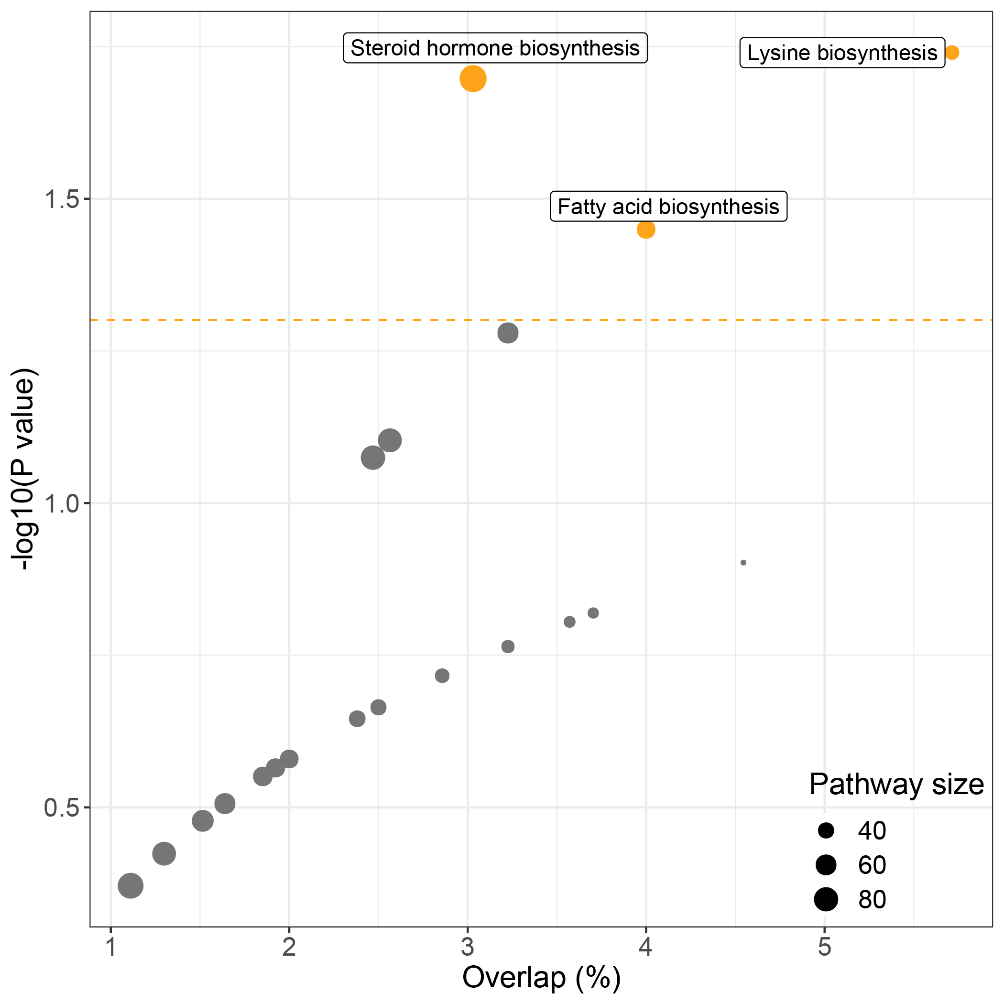 Steroid hormone biosynthesis
Lysine biosynthesis
Fatty acid biosynthesis
1.5
1.0
0.5
-log10(P value)
Pathway size
40
60
80
1 2 3 4 5
Overlap (%)